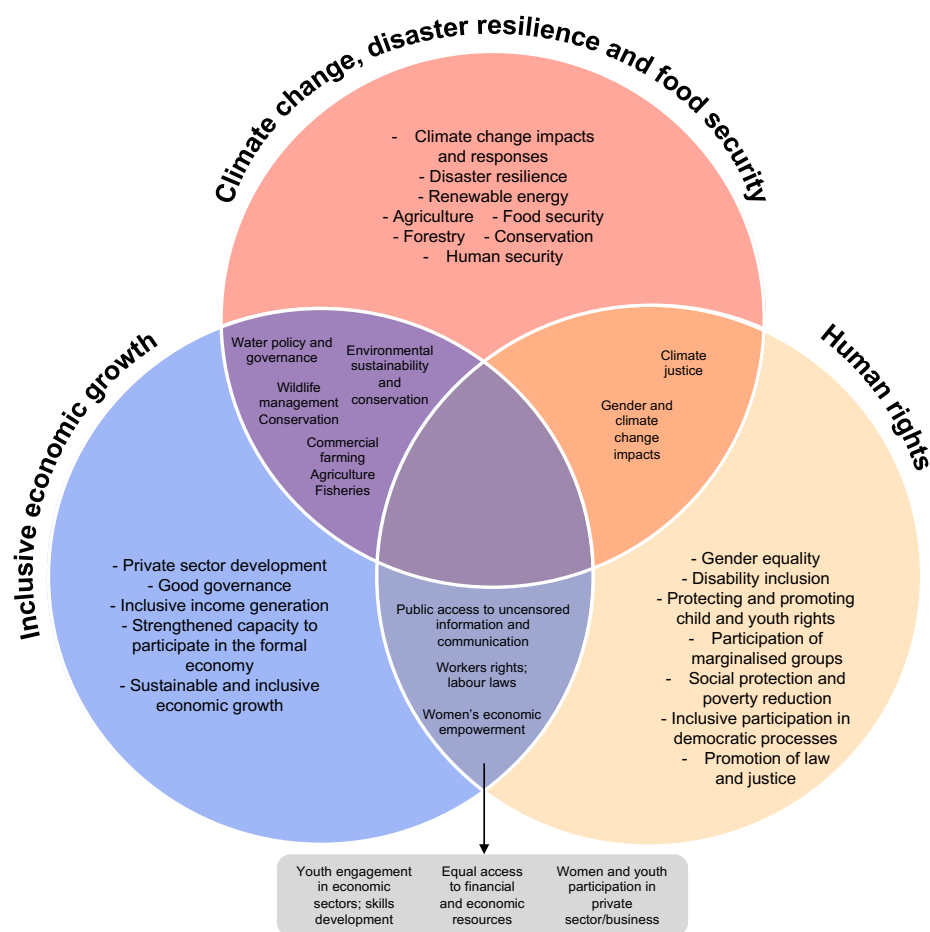 Climate change, disaster resilience and food security
- Climate change impacts
and responses
- Disaster resilience
- Renewable energy
- Agriculture - Food security
- Forestry - Conservation
- Human security
Inclusive economic growth
Human rights
Water policy and
governance
Environmental
sustainability
and
conservation
Wildlife
management
Conservation
Commercial
farming
Agriculture
Fisheries
Climate
justice
Gender and
climate
change
impacts
- Private sector development
- Good governance
- Inclusive income generation
- Strengthened capacity to
participate in the formal
economy
- Sustainable and inclusive
economic growth
Public access to uncensored
information and
communication
Workers rights;
labour laws
Women's economic
empowerment
- Gender equality
- Disability inclusion
- Protecting and promoting
child and youth rights
- Participation of
marginalised groups
- Social protection and
poverty reduction
- Inclusive participation in
democratic processes
- Promotion of law
and justice
Youth engagement
in economic
sectors; skills
development
Equal access
to financial
and economic
resources
Women and youth
participation in
private
sector/business